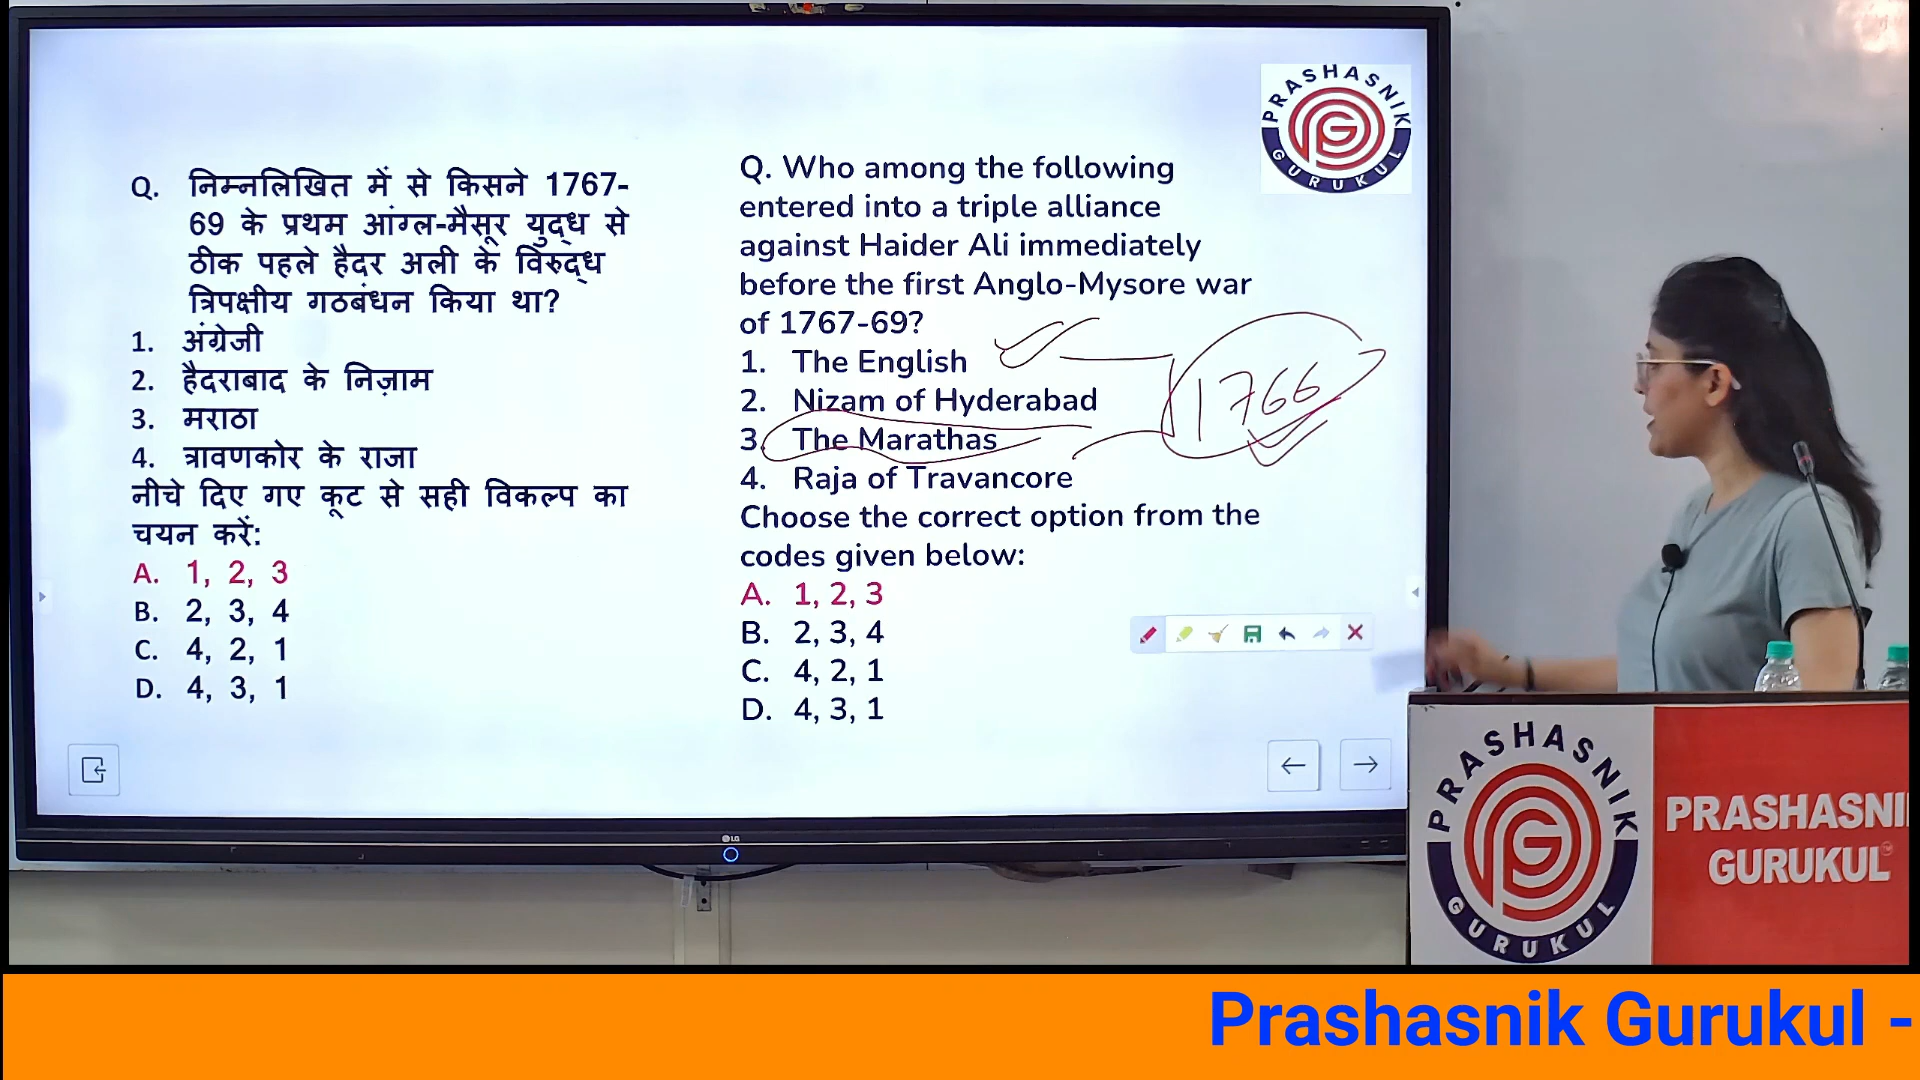 PRASHASNIK
GURUKUL
Q. निम्नलिखित में से किसने 1767-
69 के प्रथम आंग्ल-मैसूर युद्ध से
ठीक पहले हैदर अली के विरुद्ध
त्रिपक्षीय गठबंधन किया था?
1. अंग्रेजी
2. हैदराबाद के निज़ाम
3. मराठा
4. त्रावणकोर के राजा
नीचे दिए गए कूट से सही विकल्प का
चयन करें:
A. 1, 2, 3
B. 2, 3, 4
C. 4, 2, 1
D. 4, 3, 1
Q. Who among the following
entered into a triple alliance
against Haider Ali immediately
before the first Anglo-Mysore war
of 1767-69?
1. The English
2. Nizam of Hyderabad
3. The Marathas
4. Raja of Travancore
Choose the correct option from the
codes given below:
A. 1, 2, 3
B. 2, 3, 4
C. 4, 2, 1
D. 4, 3, 1
1766
LG
PRASHASNIK
GURUKUL
PRASHASNI
GURUKUL
Prashasnik Gurukul -